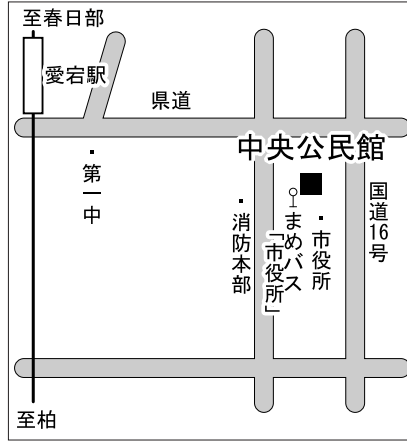 至春日部
愛宕駅
県道
中央公民館
・第一中
・消防本部
まめバス
「市役所」
・市役所
国道16号
至柏